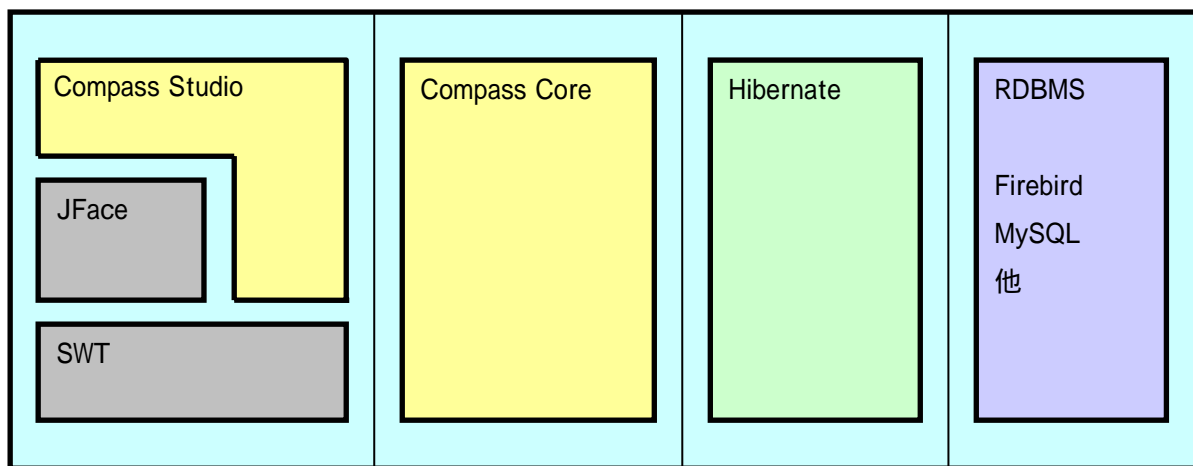 Compass Studio
JFace
SWT
Compass Core
Hibernate
RDBMS
Firebird
MySQL
他